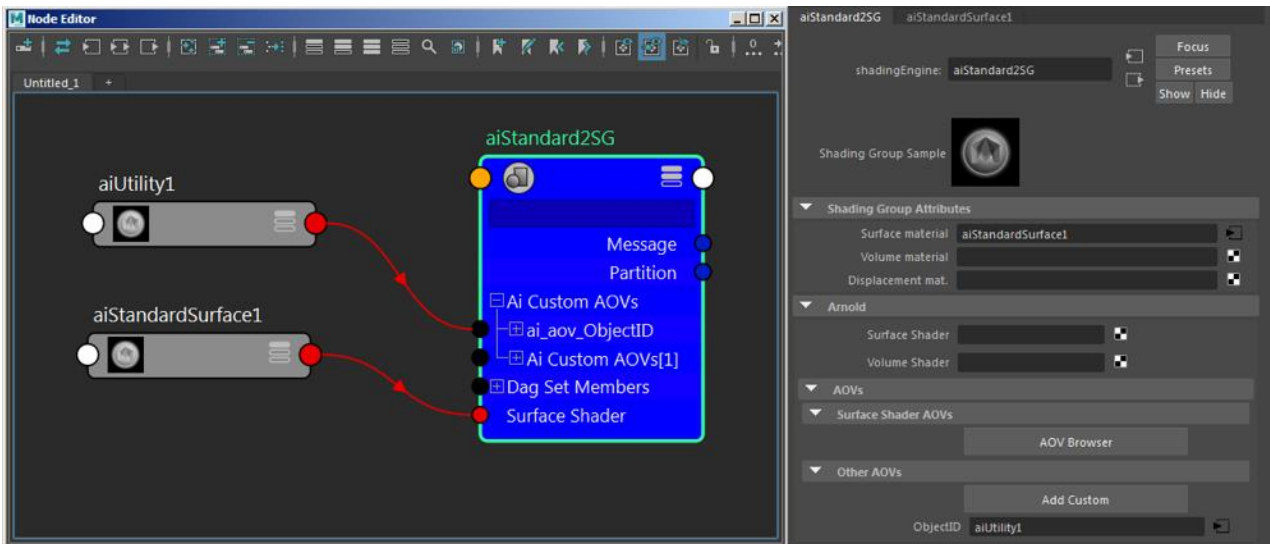 Node Editor
Untitled_1 +
aiUtility1
aiStandardSurface1
aiStandard2SG
Message
Partition
Ai Custom AOVs
ai_aov_ObjectID
Ai Custom AOVs[1]
Dag Set Members
Surface Shader
aiStandard2SG aiStandardSurface1
shadingEngine: aiStandard2SG
Focus
Presets
Show Hide
Shading Group Sample
Shading Group Attributes
Surface material aiStandardSurface1
Volume material
Displacement mat.
Arnold
Surface Shader
Volume Shader
AOVs
Surface Shader AOVs
AOV Browser
Other AOVs
Add Custom
ObjectID aiUtility1